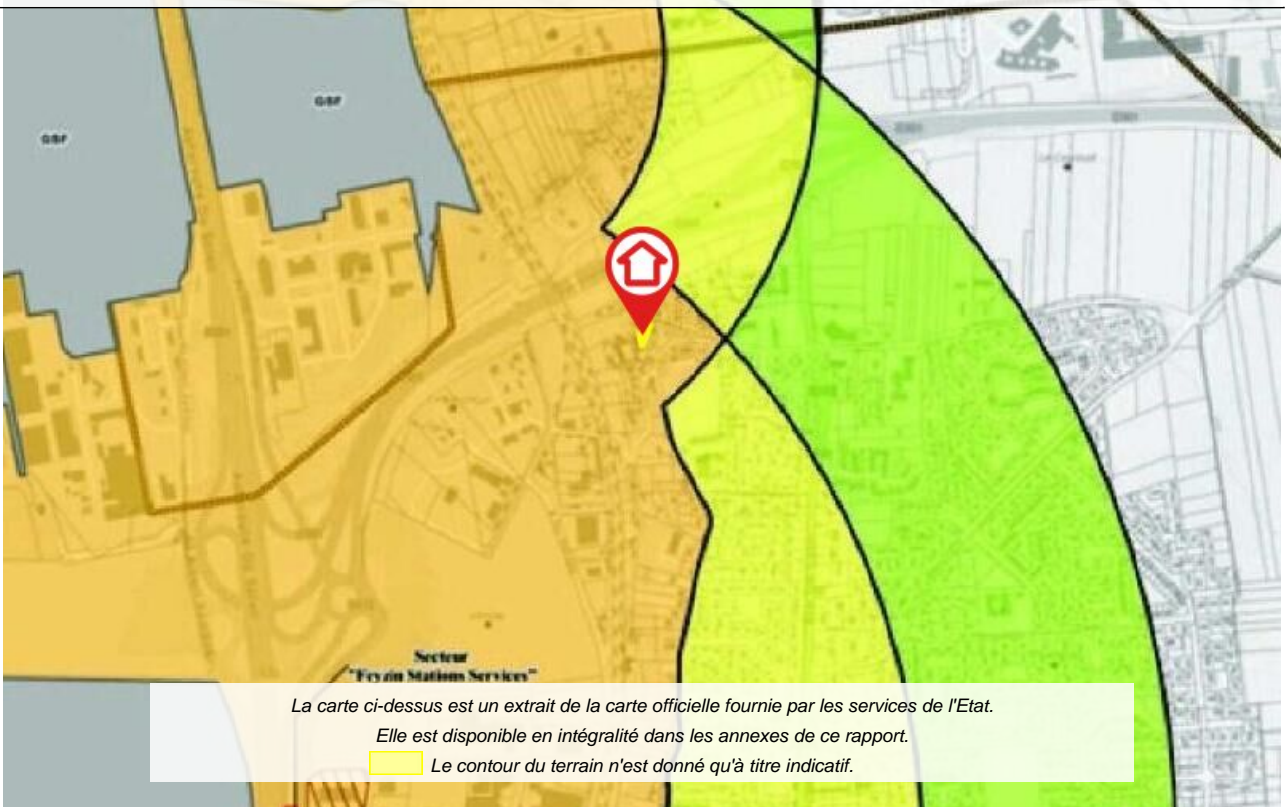 GBF
GBF
Secteur
"Feyzin Stations Services"
La carte ci-dessus est un extrait de la carte officielle fournie par les services de l'Etat.
Elle est disponible en intégralité dans les annexes de ce rapport.
Le contour du terrain n'est donné qu'à titre indicatif.